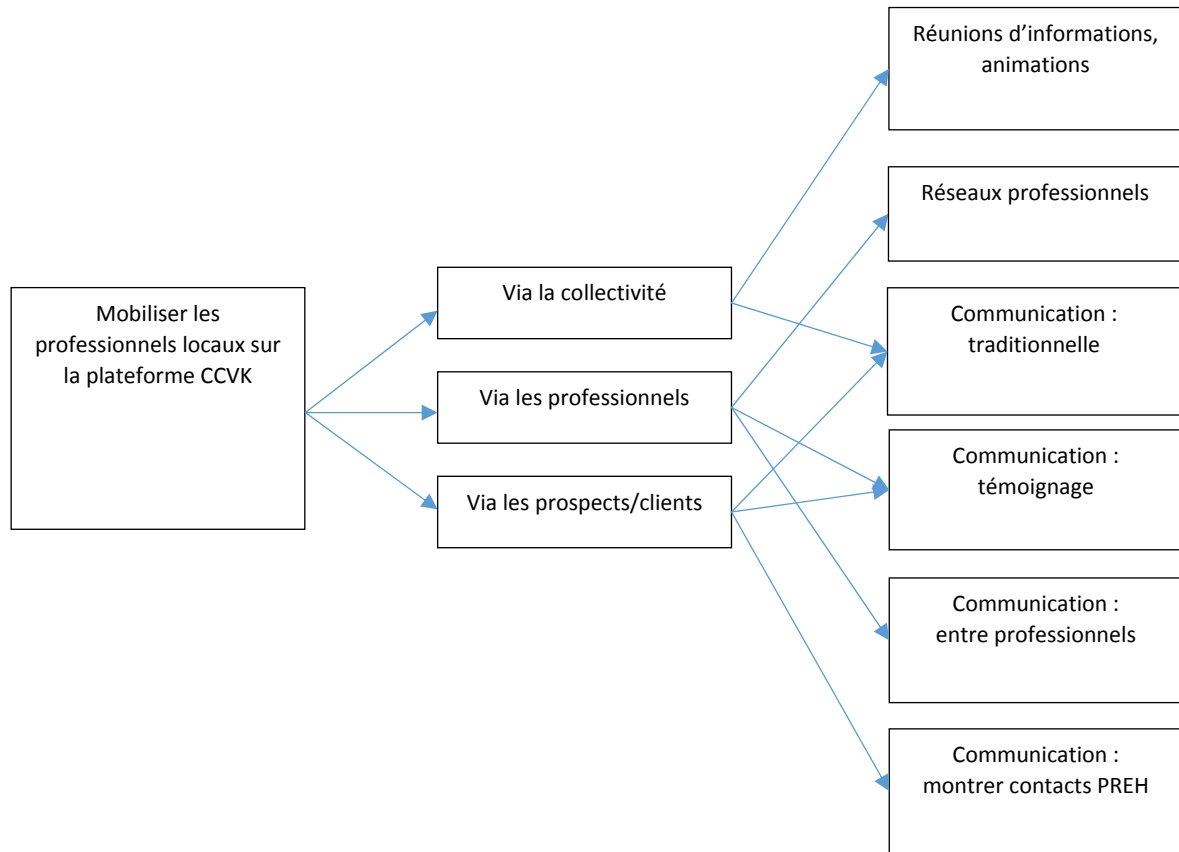 Mobiliser les
professionnels locaux sur
la plateforme CCVK
Via la collectivité
Via les professionnels
Via les prospects/clients
Réunions d’informations,
animations
Réseaux professionnels
Communication :
traditionnelle
Communication :
témoignage
Communication :
entre professionnels
Communication :
montrer contacts PREH